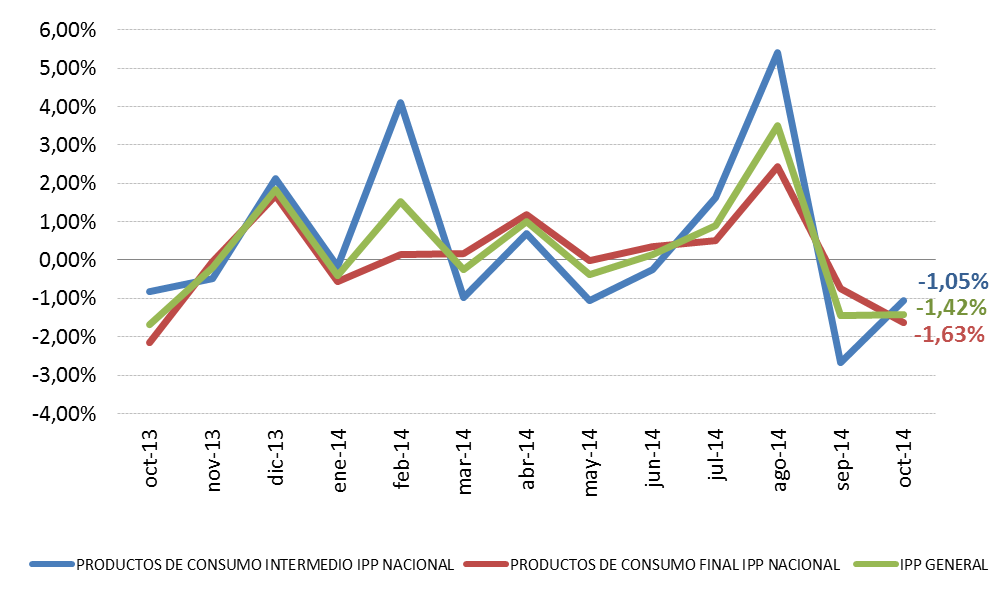 6,00%
5,00%
4,00%
3,00%
2,00%
1,00%
0,00%
-1,00%
-2,00%
-3,00%
-4,00%
-1,05%
-1,42%
-1,63%
oct-13
nov-13
dic-13
ene-14
feb-14
mar-14
abr-14
may-14
jun-14
jul-14
ago-14
sep-14
oct-14
PRODUCTOS DE CONSUMO INTERMEDIO IPP NACIONAL
PRODUCTOS DE CONSUMO FINAL IPP NACIONAL
IPP GENERAL